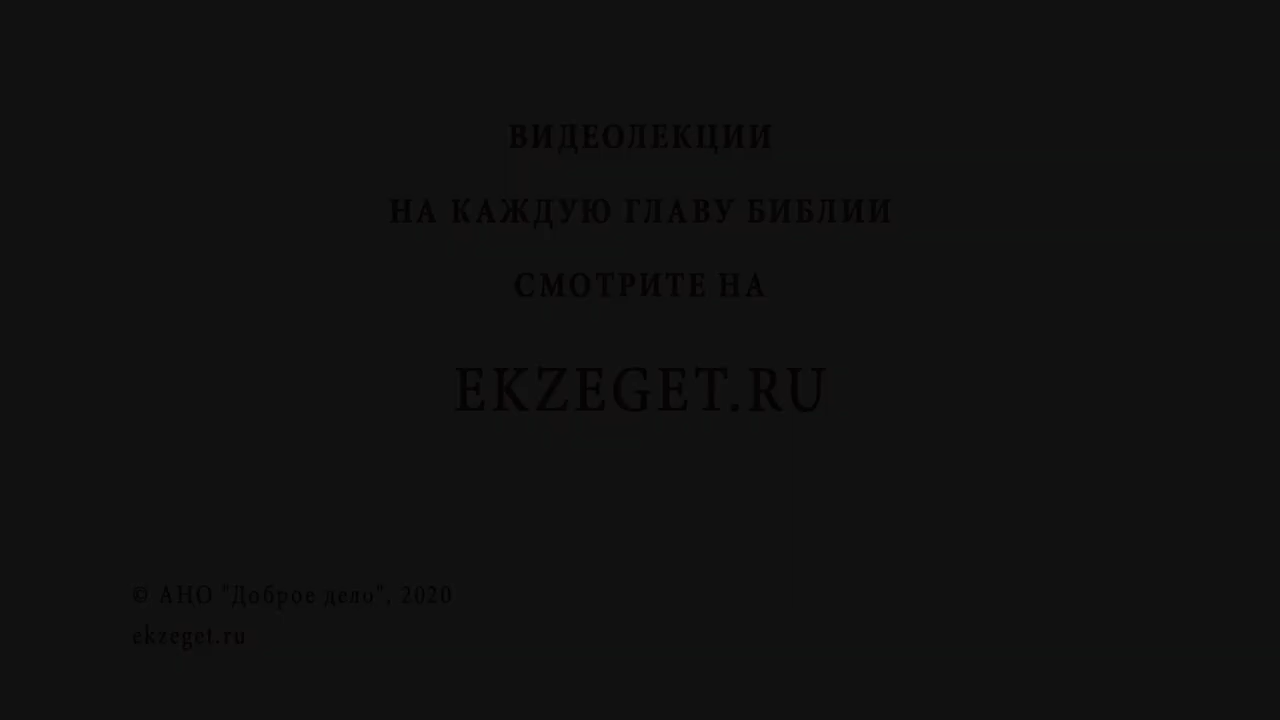 ВИДЕОЛЕКЦИИ
НА КАЖДУЮ ГЛАВУ БИБЛИИ
СМОТРИТЕ НА
EKZEGET.RU
© АНО "Доброе дело", 2020
ekzeget.ru